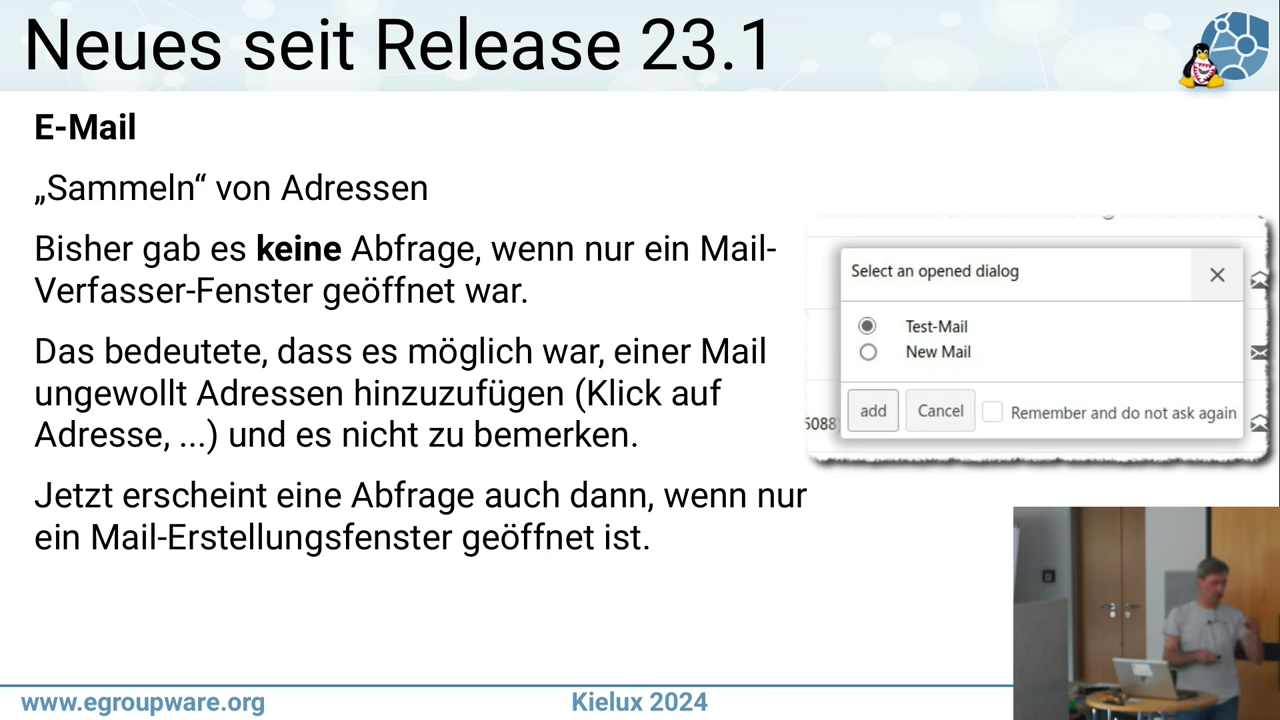 Neues seit Release 23.1
E-Mail
„Sammeln“ von Adressen
Bisher gab es keine Abfrage, wenn nur ein Mail-
Verfasser-Fenster geöffnet war.
Das bedeutete, dass es möglich war, einer Mail
ungewollt Adressen hinzuzufügen (Klick auf
Adresse, ...) und es nicht zu bemerken.
Jetzt erscheint eine Abfrage auch dann, wenn nur
ein Mail-Erstellungsfenster geöffnet ist.
Select an opened dialog
Test-Mail
New Mail
add Cancel Remember and do not ask again
5088
www.egroupware.org Kielux 2024